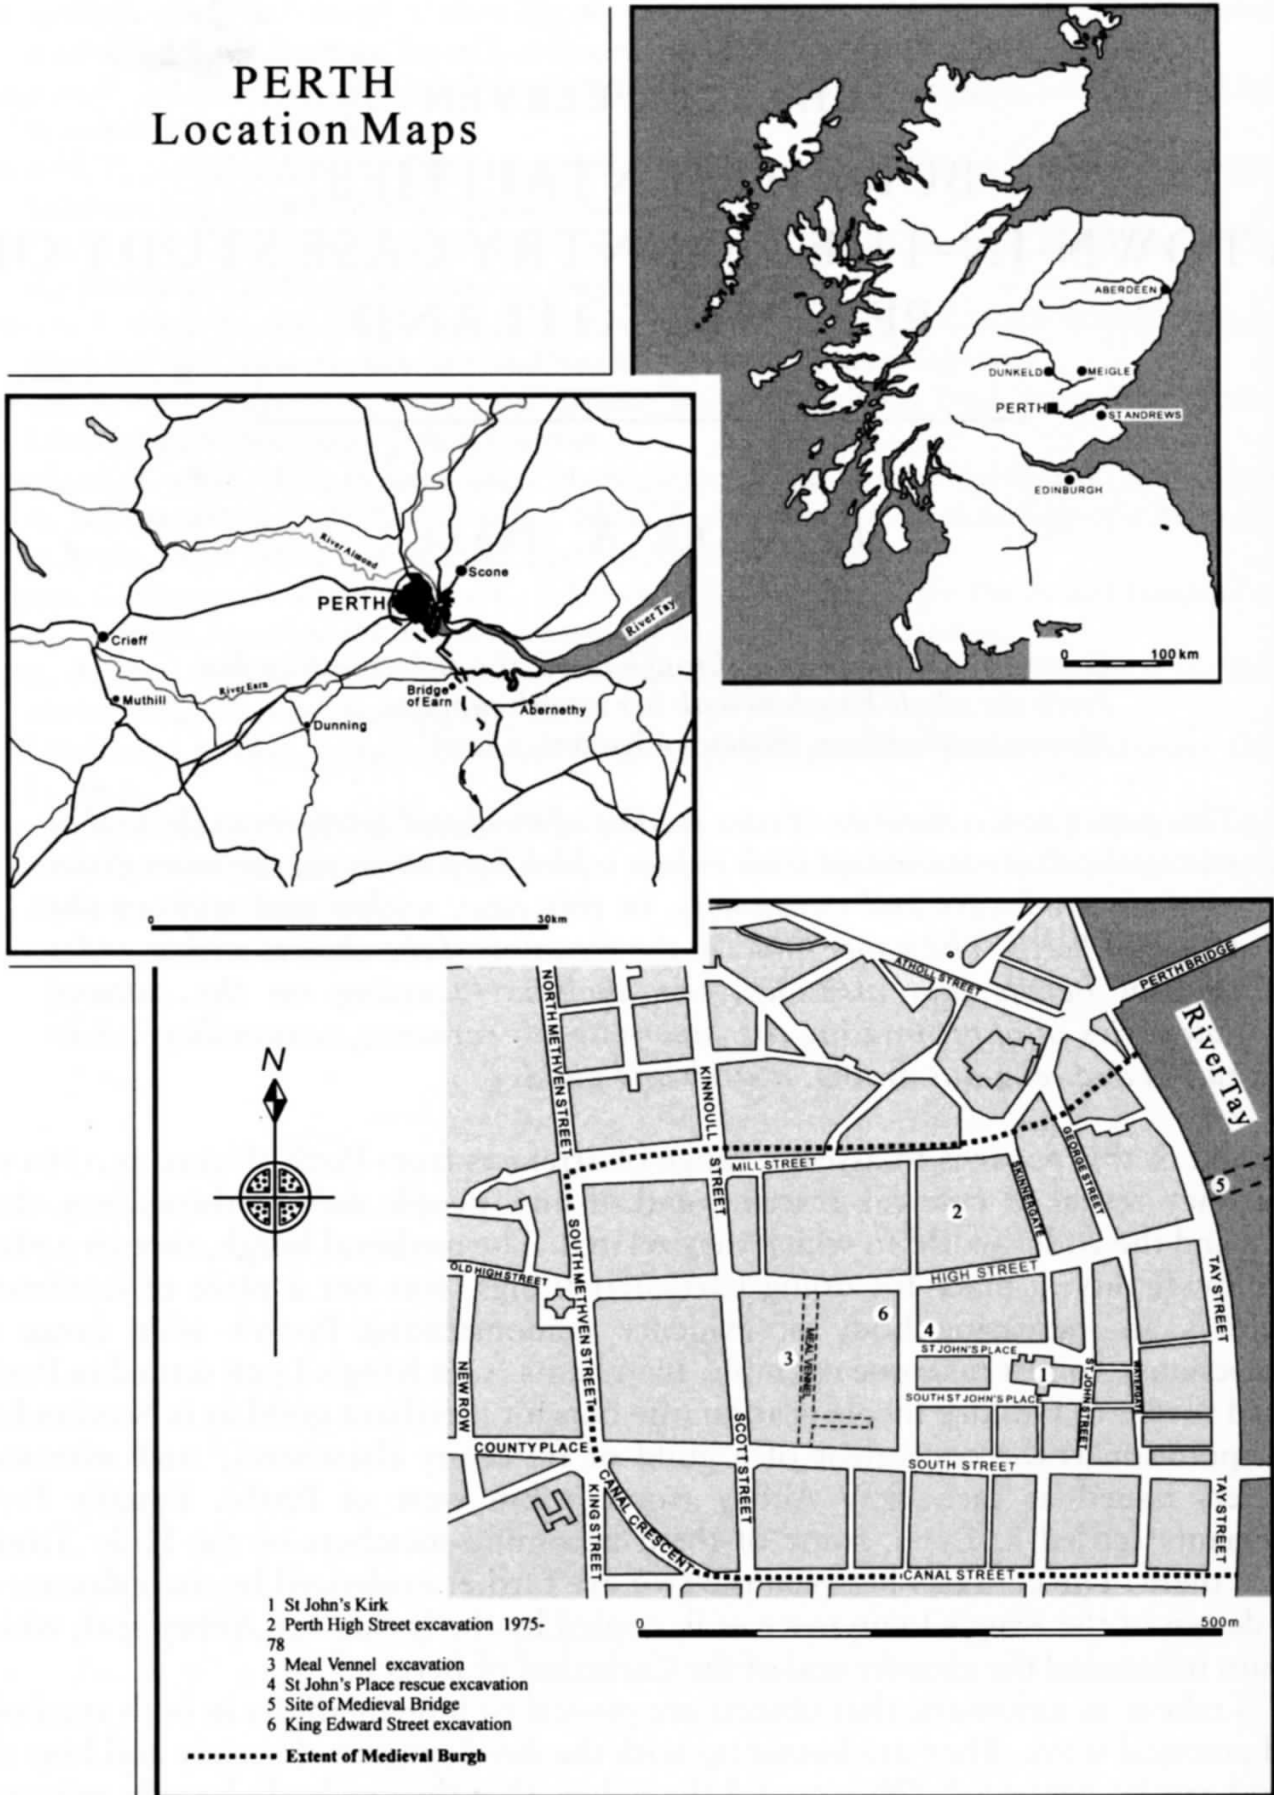 PERTH
Location Maps
ABERDEEN
DUNKELD
MEIGLE
PERTH
ST ANDREWS
EDINBURGH
0 100 km
River Almond
Scone
PERTH
River Tay
Crieff
River Earn
Muthill
Bridge
of Earn
Abernethy
Dunning
0 30km
N
ATHOLL STREET
PERTH BRIDGE
River Tay
NORTH METHVEN STREET
KINNOULL STREET
MILL STREET
GEORGE STREET
SKINNERGATE
5
2
SOUTH METHVEN STREET
OLD HIGH STREET
HIGH STREET
TAY STREET
6
4
ST JOHN'S PLACE
MEAL VENNEL
3
1
ST JOHN STREET
WATERGATE
SOUTH ST JOHN'S PLACE
NEW ROW
SCOTT STREET
COUNTY PLACE
SOUTH STREET
TAY STREET
KING STREET
CANAL CRESCENT
CANAL STREET
0 500m
1 St John's Kirk
2 Perth High Street excavation 1975-
78
3 Meal Vennel excavation
4 St John's Place rescue excavation
5 Site of Medieval Bridge
6 King Edward Street excavation
Extent of Medieval Burgh